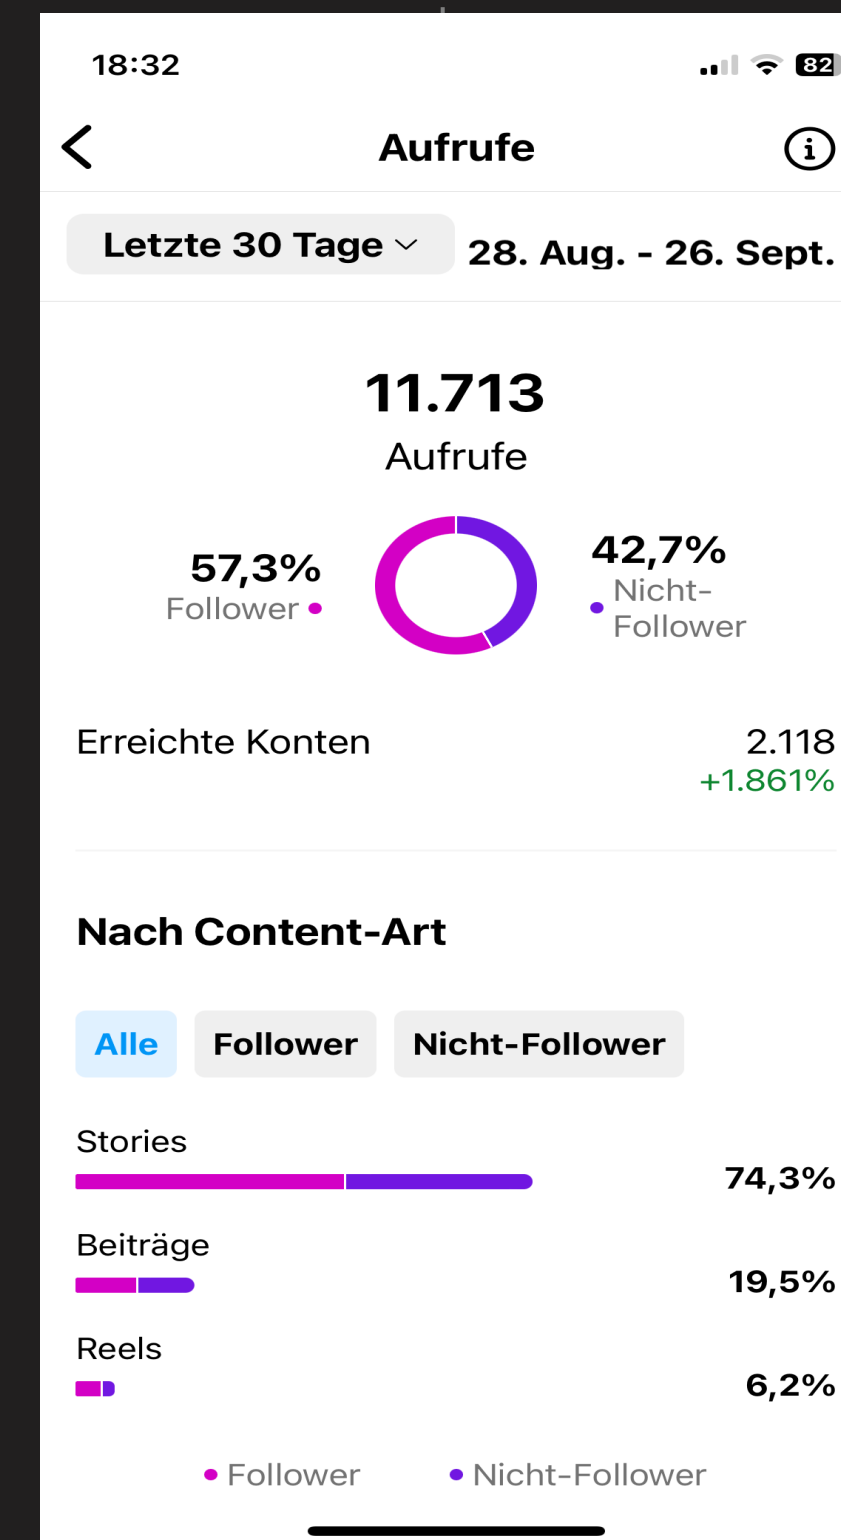 18:32
82
Aufrufe
Letzte 30 Tage
28. Aug. - 26. Sept.
11.713
Aufrufe
57,3%
Follower
42,7%
Nicht-
Follower
Erreichte Konten
2.118
+1.861%
Nach Content-Art
Alle
Follower
Nicht-Follower
Stories
74,3%
Beiträge
19,5%
Reels
6,2%
Follower
Nicht-Follower